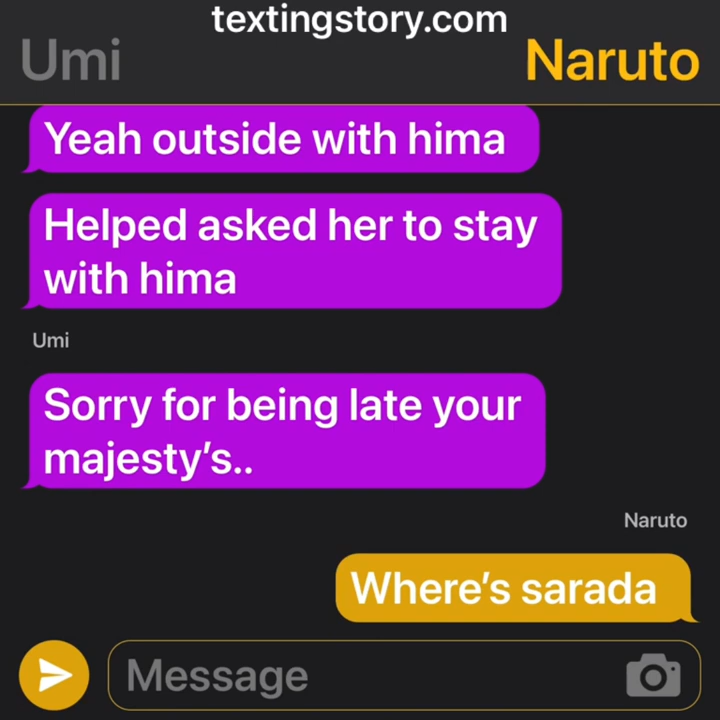 textingstory.com
Umi
Naruto
Yeah outside with hima
Helped asked her to stay
with hima
Umi
Sorry for being late your
majesty’s..
Naruto
Where’s sarada
Message